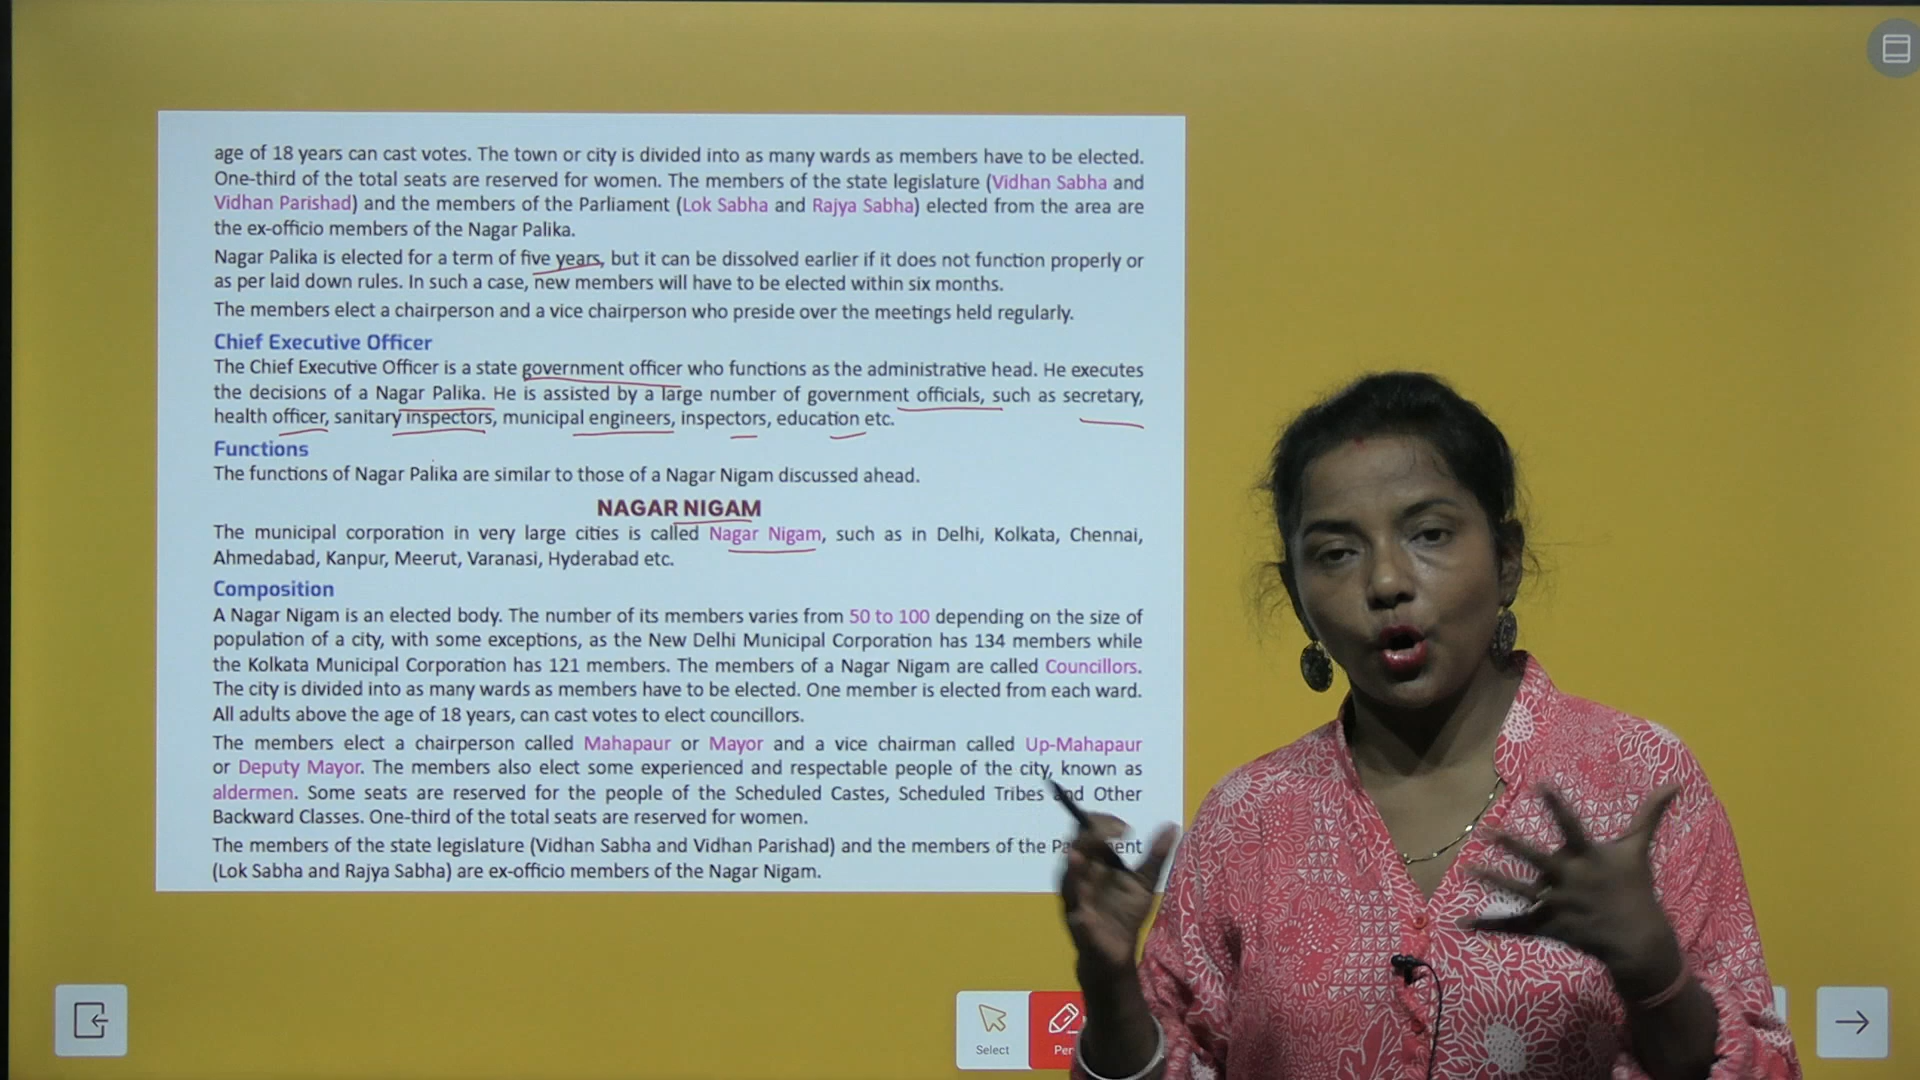 age of 18 years can cast votes. The town or city is divided into as many wards as members have to be elected.
One-third of the total seats are reserved for women. The members of the state legislature (Vidhan Sabha and
Vidhan Parishad) and the members of the Parliament (Lok Sabha and Rajya Sabha) elected from the area are
the ex-officio members of the Nagar Palika.
Nagar Palika is elected for a term of five years, but it can be dissolved earlier if it does not function properly or
as per laid down rules. In such a case, new members will have to be elected within six months.
The members elect a chairperson and a vice chairperson who preside over the meetings held regularly.
Chief Executive Officer
The Chief Executive Officer is a state government officer who functions as the administrative head. He executes
the decisions of a Nagar Palika. He is assisted by a large number of government officials, such as secretary,
health officer, sanitary inspectors, municipal engineers, inspectors, education etc.
Functions
The functions of Nagar Palika are similar to those of a Nagar Nigam discussed ahead.
NAGAR NIGAM
The municipal corporation in very large cities is called Nagar Nigam, such as in Delhi, Kolkata, Chennai,
Ahmedabad, Kanpur, Meerut, Varanasi, Hyderabad etc.
Composition
A Nagar Nigam is an elected body. The number of its members varies from 50 to 100 depending on the size of
population of a city, with some exceptions, as the New Delhi Municipal Corporation has 134 members while
the Kolkata Municipal Corporation has 121 members. The members of a Nagar Nigam are called Councillors.
The city is divided into as many wards as members have to be elected. One member is elected from each ward.
All adults above the age of 18 years, can cast votes to elect councillors.
The members elect a chairperson called Mahapaur or Mayor and a vice chairman called Up-Mahapaur
or Deputy Mayor. The members also elect some experienced and respectable people of the city, known as
aldermen. Some seats are reserved for the people of the Scheduled Castes, Scheduled Tribes and Other
Backward Classes. One-third of the total seats are reserved for women.
The members of the state legislature (Vidhan Sabha and Vidhan Parishad) and the members of the
(Lok Sabha and Rajya Sabha) are ex-officio members of the Nagar Nigam.
Select